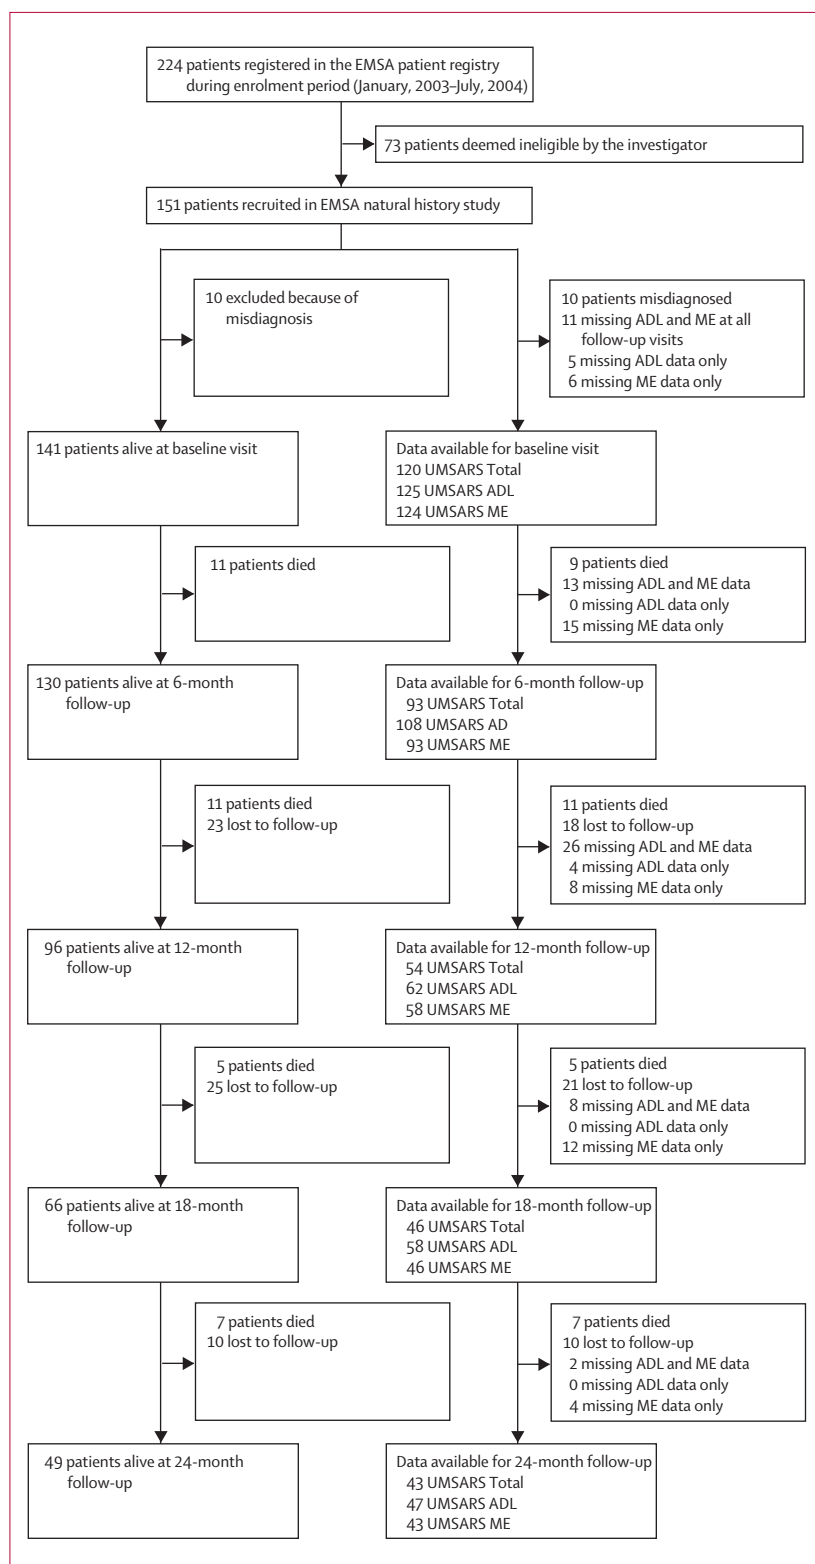 224 patients registered in the EMSA patient registry
during enrolment period (January, 2003–July, 2004)
73 patients deemed ineligible by the investigator
151 patients recruited in EMSA natural history study
10 excluded because of
misdiagnosis
10 patients misdiagnosed
11 missing ADL and ME at all
follow-up visits
5 missing ADL data only
6 missing ME data only
141 patients alive at baseline visit
Data available for baseline visit
120 UMSARS Total
125 UMSARS ADL
124 UMSARS ME
11 patients died
9 patients died
13 missing ADL and ME data
0 missing ADL data only
15 missing ME data only
130 patients alive at 6-month
follow-up
Data available for 6-month follow-up
93 UMSARS Total
108 UMSARS AD
93 UMSARS ME
11 patients died
23 lost to follow-up
11 patients died
18 lost to follow-up
26 missing ADL and ME data
4 missing ADL data only
8 missing ME data only
96 patients alive at 12-month
follow-up
Data available for 12-month follow-up
54 UMSARS Total
62 UMSARS ADL
58 UMSARS ME
5 patients died
25 lost to follow-up
5 patients died
21 lost to follow-up
8 missing ADL and ME data
0 missing ADL data only
12 missing ME data only
66 patients alive at 18-month
follow-up
Data available for 18-month follow-up
46 UMSARS Total
58 UMSARS ADL
46 UMSARS ME
7 patients died
10 lost to follow-up
7 patients died
10 lost to follow-up
2 missing ADL and ME data
0 missing ADL data only
4 missing ME data only
49 patients alive at 24-month
follow-up
Data available for 24-month follow-up
43 UMSARS Total
47 UMSARS ADL
43 UMSARS ME